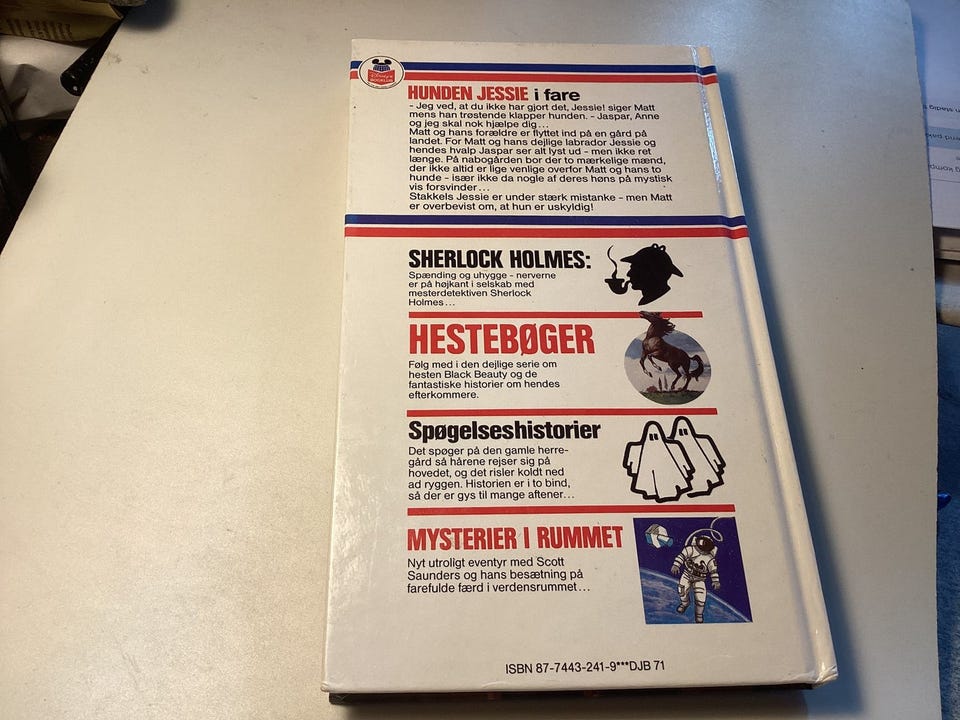 Disney's
HUNDEN JESSIE i fare
- Jeg ved, at du ikke har gjort det, Jessie! siger Matt
mens han trøstende klapper hunden. - Jaspar, Anne
og jeg skal nok hjælpe dig...
Matt og hans forældre er flyttet ind på en gård på
landet. For Matt og hans dejlige labrador Jessie og
hendes hvalp Jaspar ser alt lyst ud - men ikke ret
længe. På nabogården bor der to mærkelige mænd,
der ikke altid er lige venlige overfor Matt og hans to
hunde - især ikke da nogle af deres høns på mystisk
vis forsvinder...
Stakkels Jessie er under stærk mistanke - men Matt
er overbevist om, at hun er uskyldig!
SHERLOCK HOLMES:
Spænding og uhygge - nerverne
er på højkant i selskab med
mesterdetektiven Sherlock
Holmes...
HESTEBØGER
Følg med i den dejlige serie om
hesten Black Beauty og de
fantastiske historier om hendes
efterkommere.
Spøgelseshistorier
Det spøger på den gamle herre-
gård så hårene rejser sig på
hovedet, og det risler koldt ned
ad ryggen. Historien er i to bind,
så der er gys til mange aftener...
MYSTERIER I RUMMET
Nyt utroligt eventyr med Scott
Saunders og hans besætning på
farefulde færd i verdensrummet...
ISBN 87-7443-241-9***DJB 71